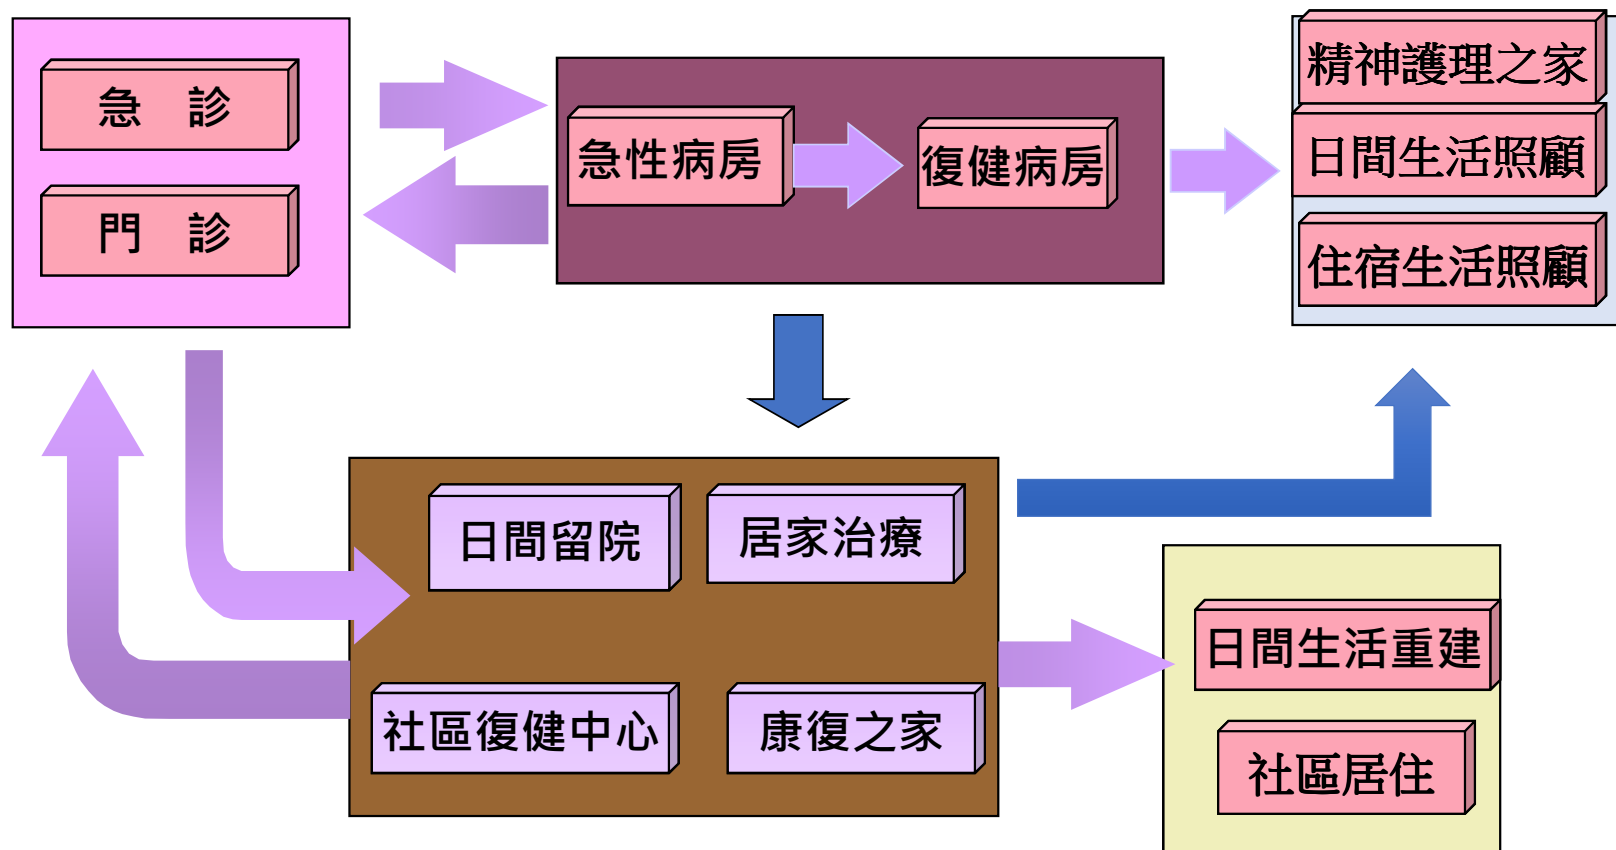 急　診
門　診
急性病房
復健病房
精神護理之家
日間生活照顧
住宿生活照顧
日間留院
居家治療
社區復健中心
康復之家
日間生活重建
社區居住